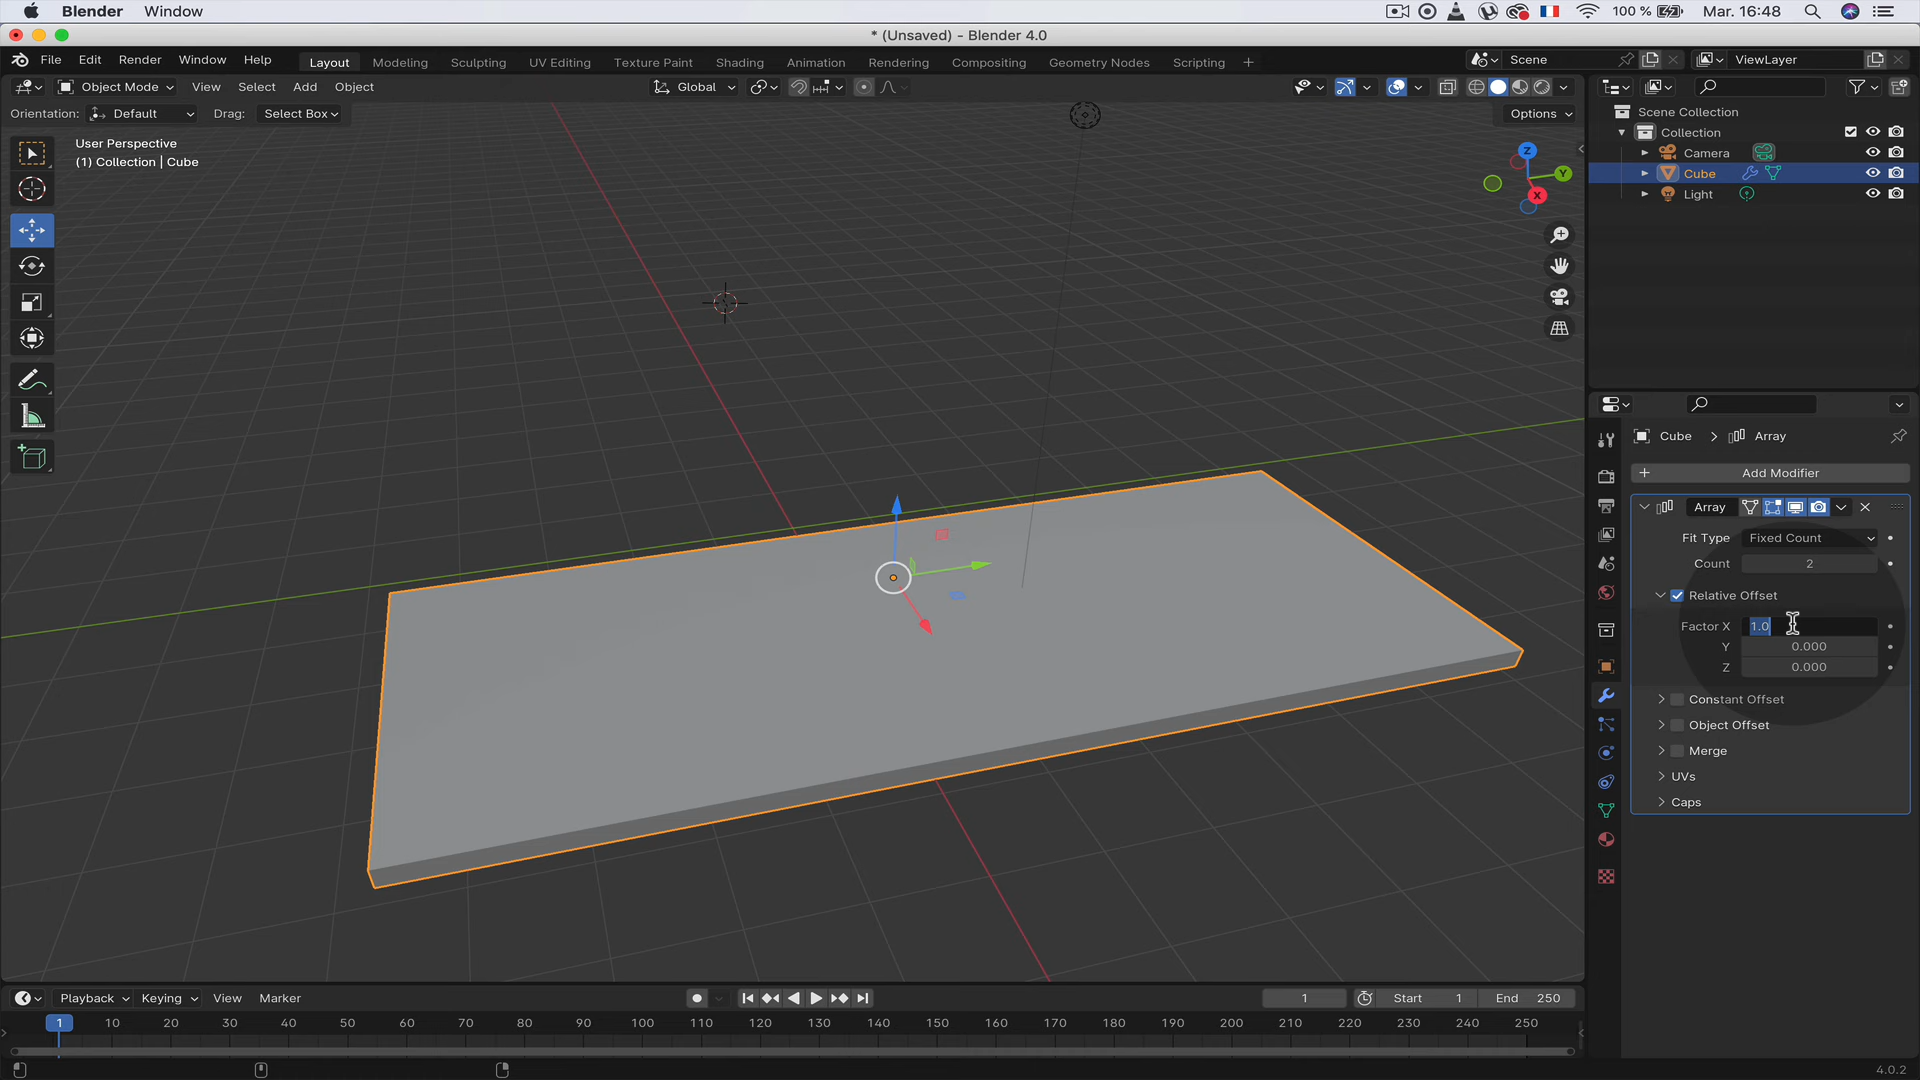 Blender Window 100 % Mar. 16:48
* (Unsaved) - Blender 4.0
File Edit Render Window Help Layout Modeling Sculpting UV Editing Texture Paint Shading Animation Rendering Compositing Geometry Nodes Scripting + Scene ViewLayer
Object Mode View Select Add Object Global
Orientation: Default Drag: Select Box Options
User Perspective
(1) Collection | Cube
Z
Y
X
Scene Collection
Collection
Camera
Cube
Light
Cube > Array
+ Add Modifier
Array
Fit Type Fixed Count
Count 2
Relative Offset
Factor X 1.0
Y 0.000
Z 0.000
Constant Offset
Object Offset
Merge
UVs
Caps
Playback Keying View Marker 1 Start 1 End 250
1 10 20 30 40 50 60 70 80 90 100 110 120 130 140 150 160 170 180 190 200 210 220 230 240 250
4.0.2